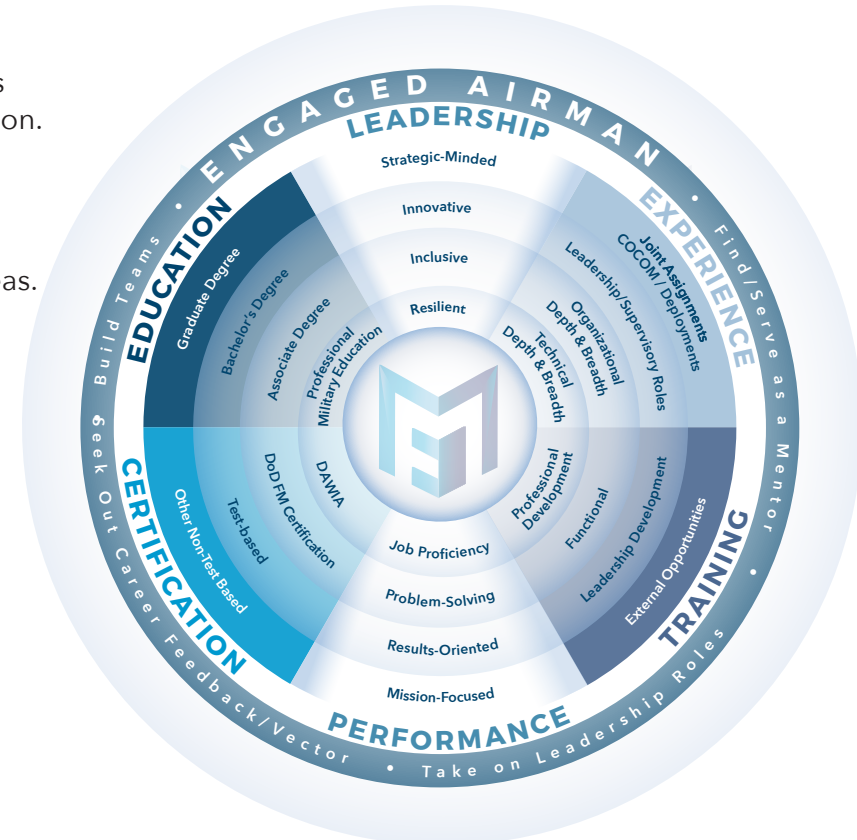 s
on.
as.
ENGAGED AIRMAN
• Find/Serve as a Mentor •
Take on Leadership Roles
•
Seek Out Career Feedback/Vector
•
Build Teams •
LEADERSHIP
Strategic-Minded
Innovative
Inclusive
Resilient
EXPERIENCE
Joint Assignments
COCOM / Deployments
Leadership/Supervisory Roles
Organizational
Depth & Breadth
Technical
Depth & Breadth
TRAINING
Professional
Development
Functional
Leadership Development
External Opportunities
PERFORMANCE
Job Proficiency
Problem-Solving
Results-Oriented
Mission-Focused
CERTIFICATION
Other Non-Test Based
Test-based
DoD FM Certification
DAWIA
EDUCATION
Graduate Degree
Bachelor's Degree
Associate Degree
Professional
Military Education